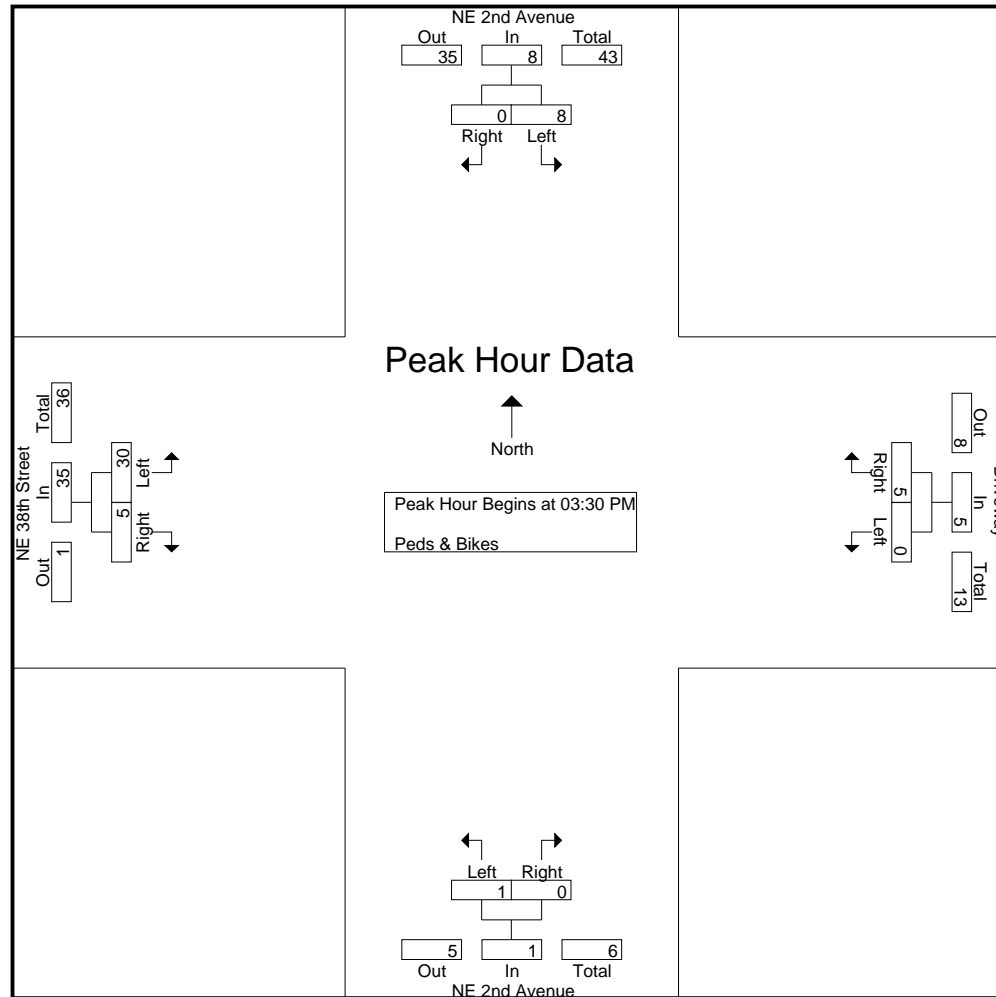 NE 2nd Avenue
Out In Total
35 8 43
0 8
Right Left
Peak Hour Data
North
Peak Hour Begins at 03:30 PM
Peds & Bikes
NE 38th Street
Out In Total
1 35 36
Right Left
5 30
Out In Total
8 5 13
Right Left
5 0
Left Right
1 0
5 1 6
Out In Total
NE 2nd Avenue